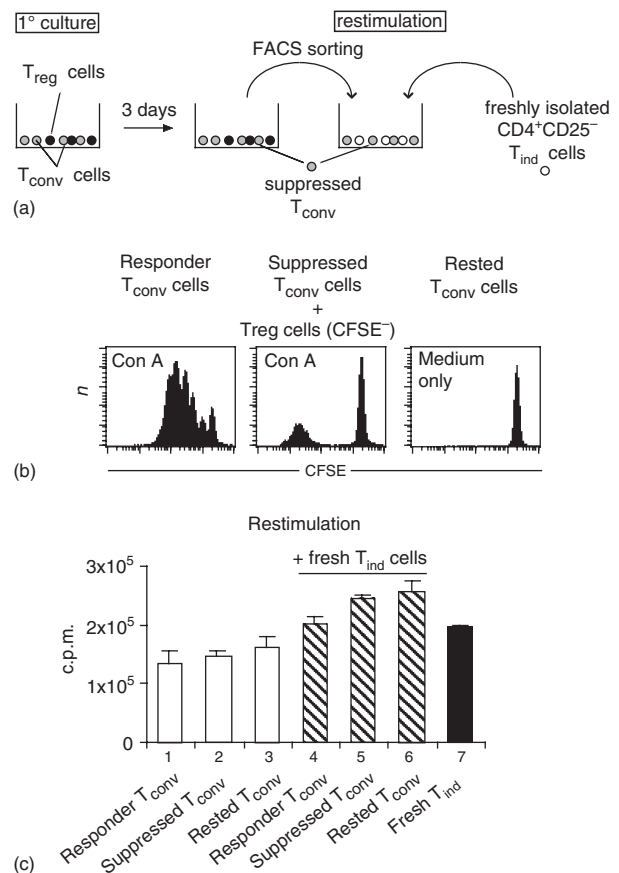 1° culture
restimulation
FACS sorting
T_reg cells
3 days
freshly isolated
CD4⁺CD25⁻
T_ind cells
T_conv cells
suppressed
T_conv
(a)
Responder
T_conv cells
Suppressed
T_conv cells
+
Treg cells (CFSE⁻)
Rested
T_conv cells
Con A
Con A
Medium
only
n
(b)
CFSE
Restimulation
+ fresh T_ind cells
3x10⁵
2x10⁵
1x10⁵
0
c.p.m.
1 2 3 4 5 6 7
Responder T_conv
Suppressed T_conv
Rested T_conv
Responder T_conv
Suppressed T_conv
Rested T_conv
Fresh T_ind
(c)